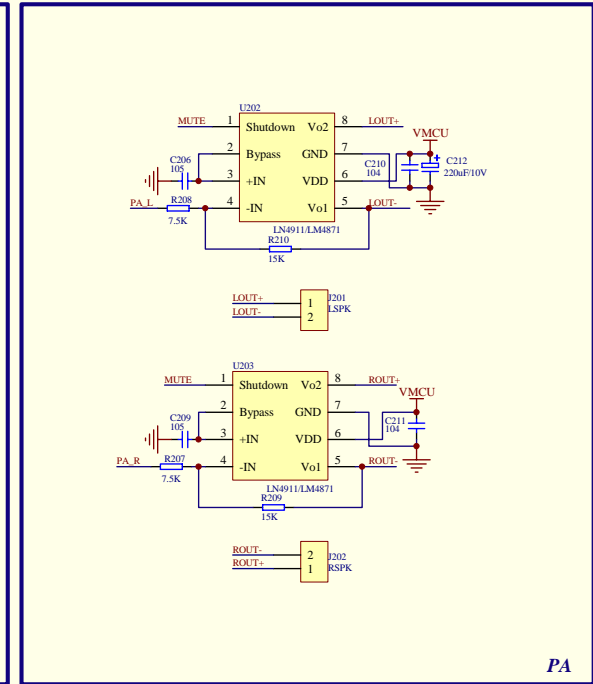 U202
MUTE 1 Shutdown Vo2 8 LOUT+
VMCU
2 Bypass GND 7
C206 105
C210 104
C212 220uF/10V
3 +IN VDD 6
PA_L R208 7.5K 4 -IN Vo1 5 LOUT-
LN4911/LM4871
R210
15K
LOUT+ 1 J201
LOUT- 2 LSPK
U203
MUTE 1 Shutdown Vo2 8 ROUT+
VMCU
2 Bypass GND 7
C209 105
C211 104
3 +IN VDD 6
PA_R R207 7.5K 4 -IN Vo1 5 ROUT-
LN4911/LM4871
R209
15K
ROUT- 2 J202
ROUT+ 1 RSPK
PA